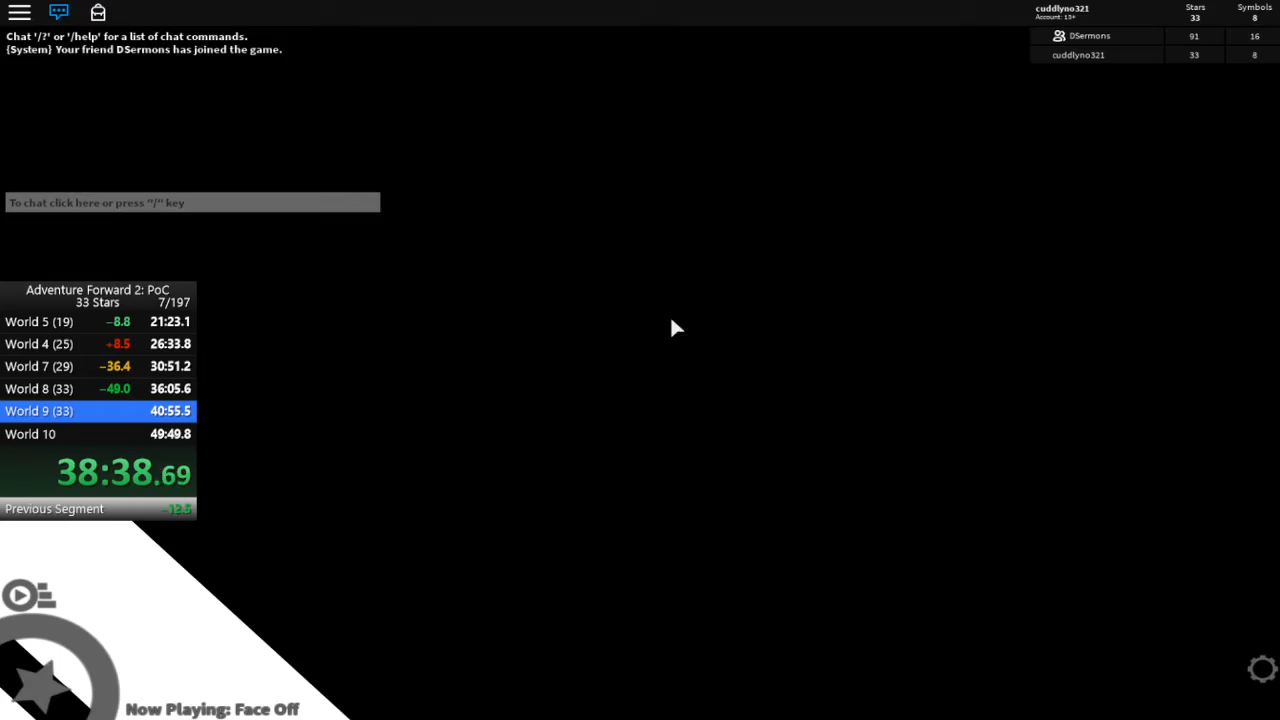 Chat '/?' or '/help' for a list of chat commands.
{System} Your friend DSermons has joined the game.
To chat click here or press "/" key
cuddlyno321 Stars Symbols
Account: 13+ 33 8
DSermons 91 16
cuddlyno321 33 8
Adventure Forward 2: PoC
33 Stars 7/197
World 5 (19) −8.8 21:23.1
World 4 (25) +8.5 26:33.8
World 7 (29) −36.4 30:51.2
World 8 (33) −49.0 36:05.6
World 9 (33) 40:55.5
World 10 49:49.8
38:38.69
Previous Segment −12.5
Now Playing: Face Off